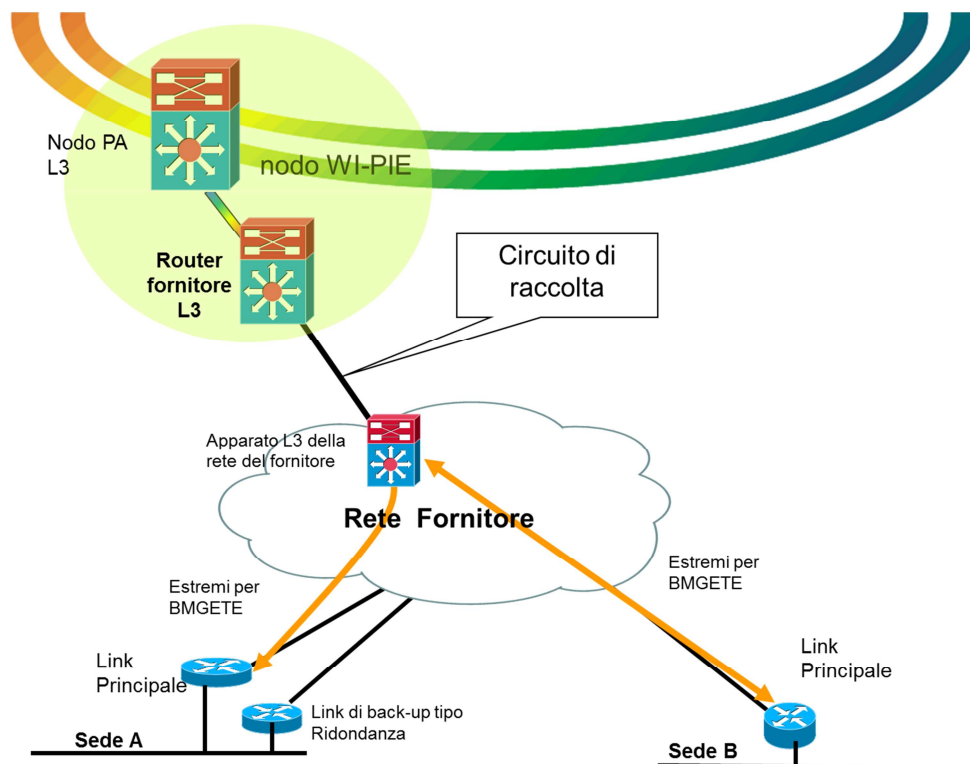 Nodo PA
L3
nodo WI-PIE
Router
fornitore
L3
Circuito di
raccolta
Apparato L3 della
rete del fornitore
Rete Fornitore
Estremi per
BMGETE
Estremi per
BMGETE
Link
Principale
Link
Principale
Link di back-up tipo
Ridondanza
Sede A
Sede B